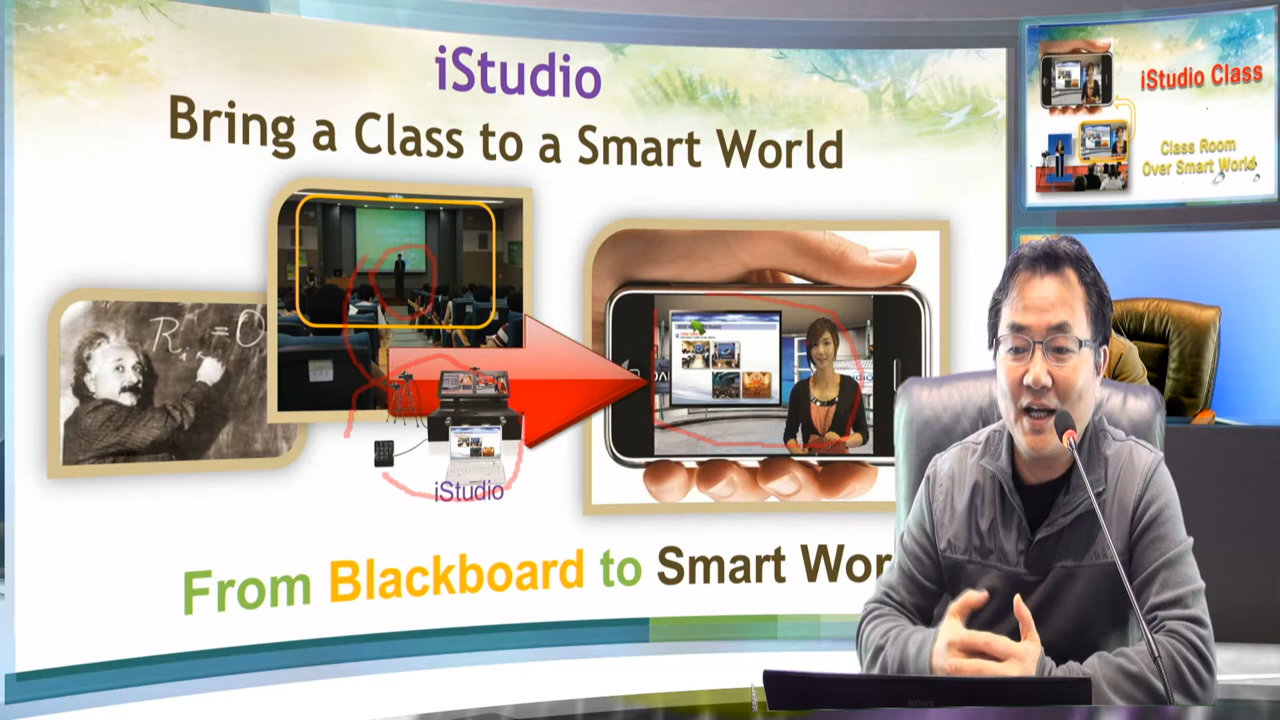 iStudio
Bring a Class to a Smart World
iStudio
From Blackboard to Smart Wor
iStudio Class
Class Room
Over Smart World
SONY